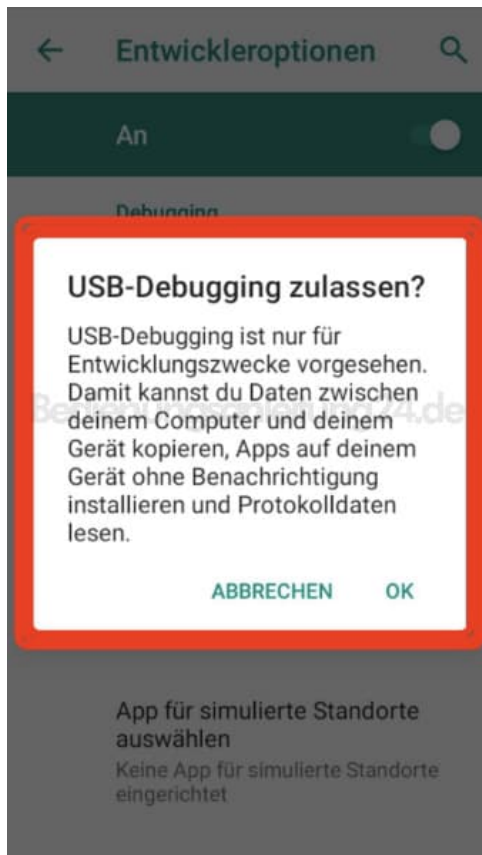 Entwickleroptionen
An
Debugging
USB-Debugging zulassen?
USB-Debugging ist nur für
Entwicklungszwecke vorgesehen.
Damit kannst du Daten zwischen
deinem Computer und deinem
Gerät kopieren, Apps auf deinem
Gerät ohne Benachrichtigung
installieren und Protokolldaten
lesen.
Bedienungsanleitung24.de
ABBRECHEN OK
App für simulierte Standorte
auswählen
Keine App für simulierte Standorte
eingerichtet